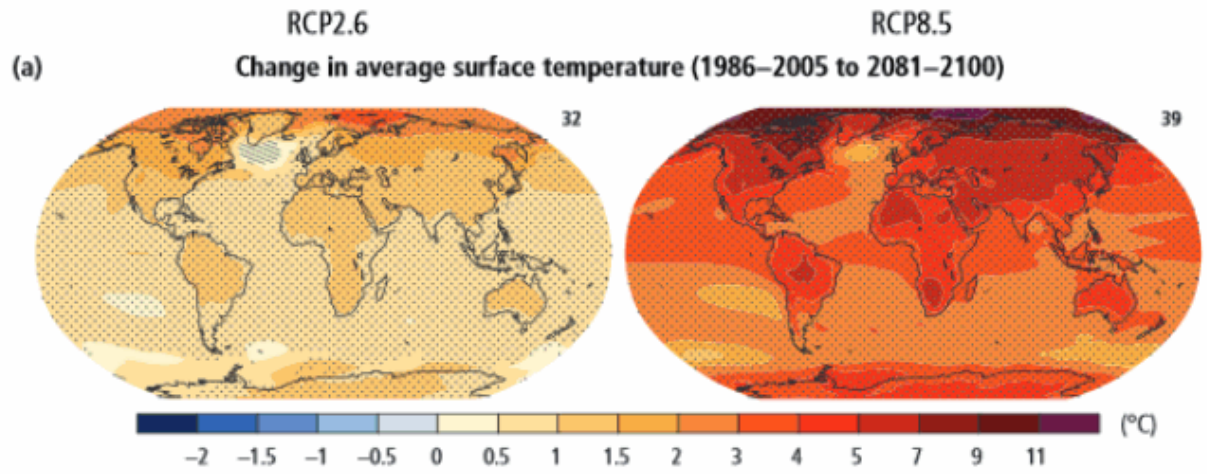 RCP2.6 RCP8.5
(a) Change in average surface temperature (1986–2005 to 2081–2100)
32 39
(°C)
−2 −1.5 −1 −0.5 0 0.5 1 1.5 2 3 4 5 7 9 11